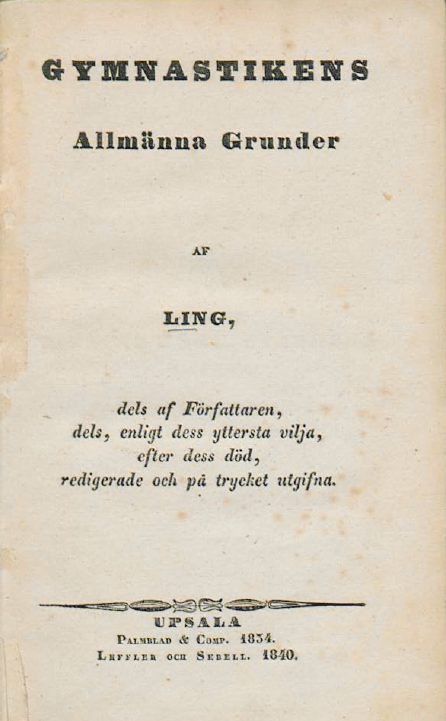 GYMNASTIKENS
Allmänna Grunder
AF
LING,
dels af Författaren,
dels, enligt dess yttersta vilja,
efter dess död,
redigerade och på trycket utgifna.
UPSALA
PALMBLAD & COMP. 1834.
LEFFLER OCH SEBELL. 1840.